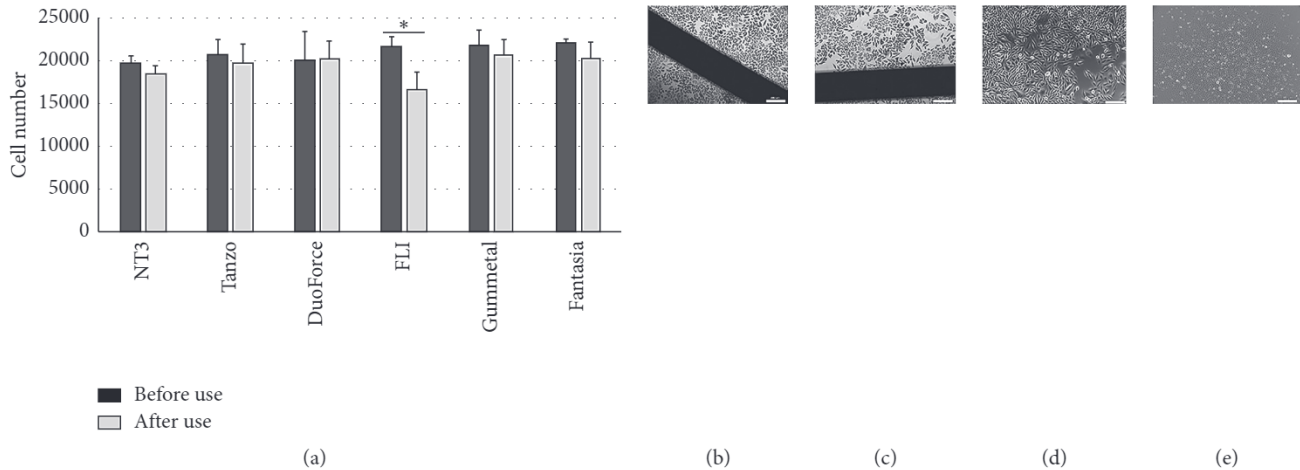 Cell number
25000
20000
15000
10000
5000
0
*
NT3
Tanzo
DuoForce
FLI
Gummetal
Fantasia
Before use
After use
(a)
(b)
(c)
(d)
(e)